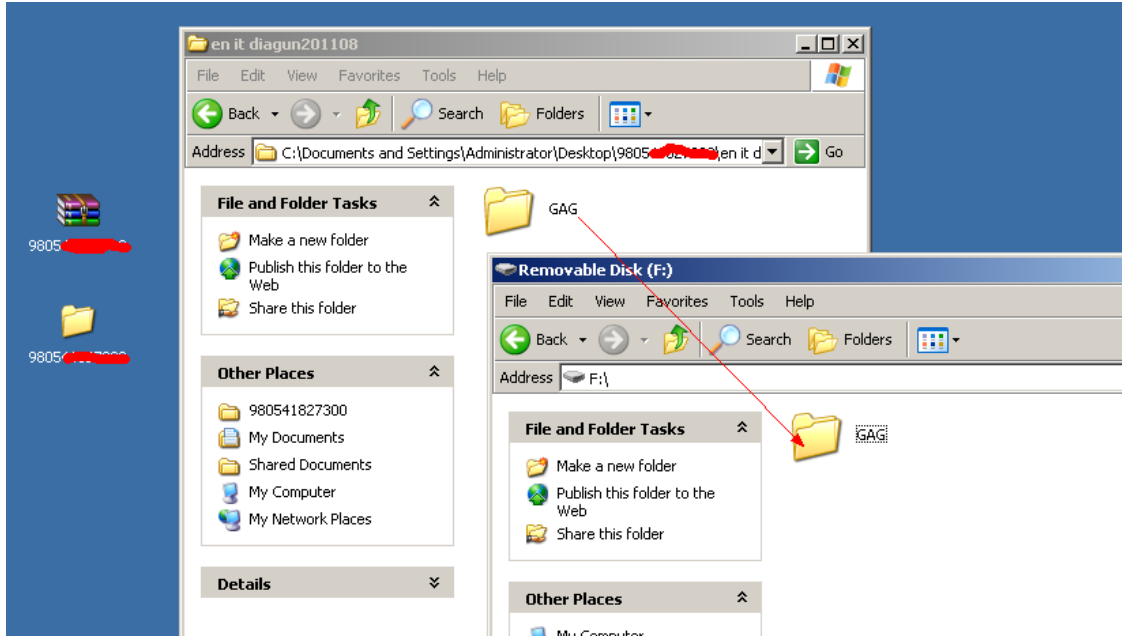 en it diagun201108
File Edit View Favorites Tools Help
Back Search Folders
Address C:\Documents and Settings\Administrator\Desktop\9805 \en it d Go
File and Folder Tasks
Make a new folder
Publish this folder to the
Web
Share this folder
Other Places
980541827300
My Documents
Shared Documents
My Computer
My Network Places
Details
GAG
9805
9805
Removable Disk (F:)
File Edit View Favorites Tools Help
Back Search Folders
Address F:\
File and Folder Tasks
Make a new folder
Publish this folder to the
Web
Share this folder
Other Places
My Computer
GAG